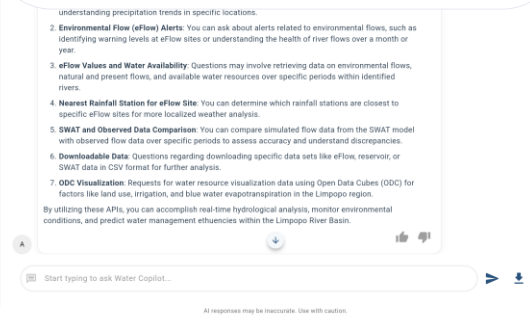 understanding precipitation trends in specific locations.
2. Environmental Flow (eFlow) Alerts: You can ask about alerts related to environmental flows, such as
identifying warning levels at eFlow sites or understanding the health of river flows over a month or
year.
3. eFlow Values and Water Availability: Questions may involve retrieving data on environmental flows,
natural and present flows, and available water resources over specific periods within identified
rivers.
4. Nearest Rainfall Station for eFlow Site: You can determine which rainfall stations are closest to
specific eFlow sites for more localized weather analysis.
5. SWAT and Observed Data Comparison: You can compare simulated flow data from the SWAT model
with observed flow data over specific periods to assess accuracy and understand discrepancies.
6. Downloadable Data: Questions regarding downloading specific data sets like eFlow, reservoir, or
SWAT data in CSV format for further analysis.
7. ODC Visualization: Requests for water resource visualization data using Open Data Cubes (ODC) for
factors like land use, irrigation, and blue water evapotranspiration in the Limpopo region.
By utilizing these APIs, you can accomplish real-time hydrological analysis, monitor environmental
conditions, and predict water management ethuencies within the Limpopo River Basin.
A
Start typing to ask Water Copilot...
AI responses may be inaccurate. Use with caution.